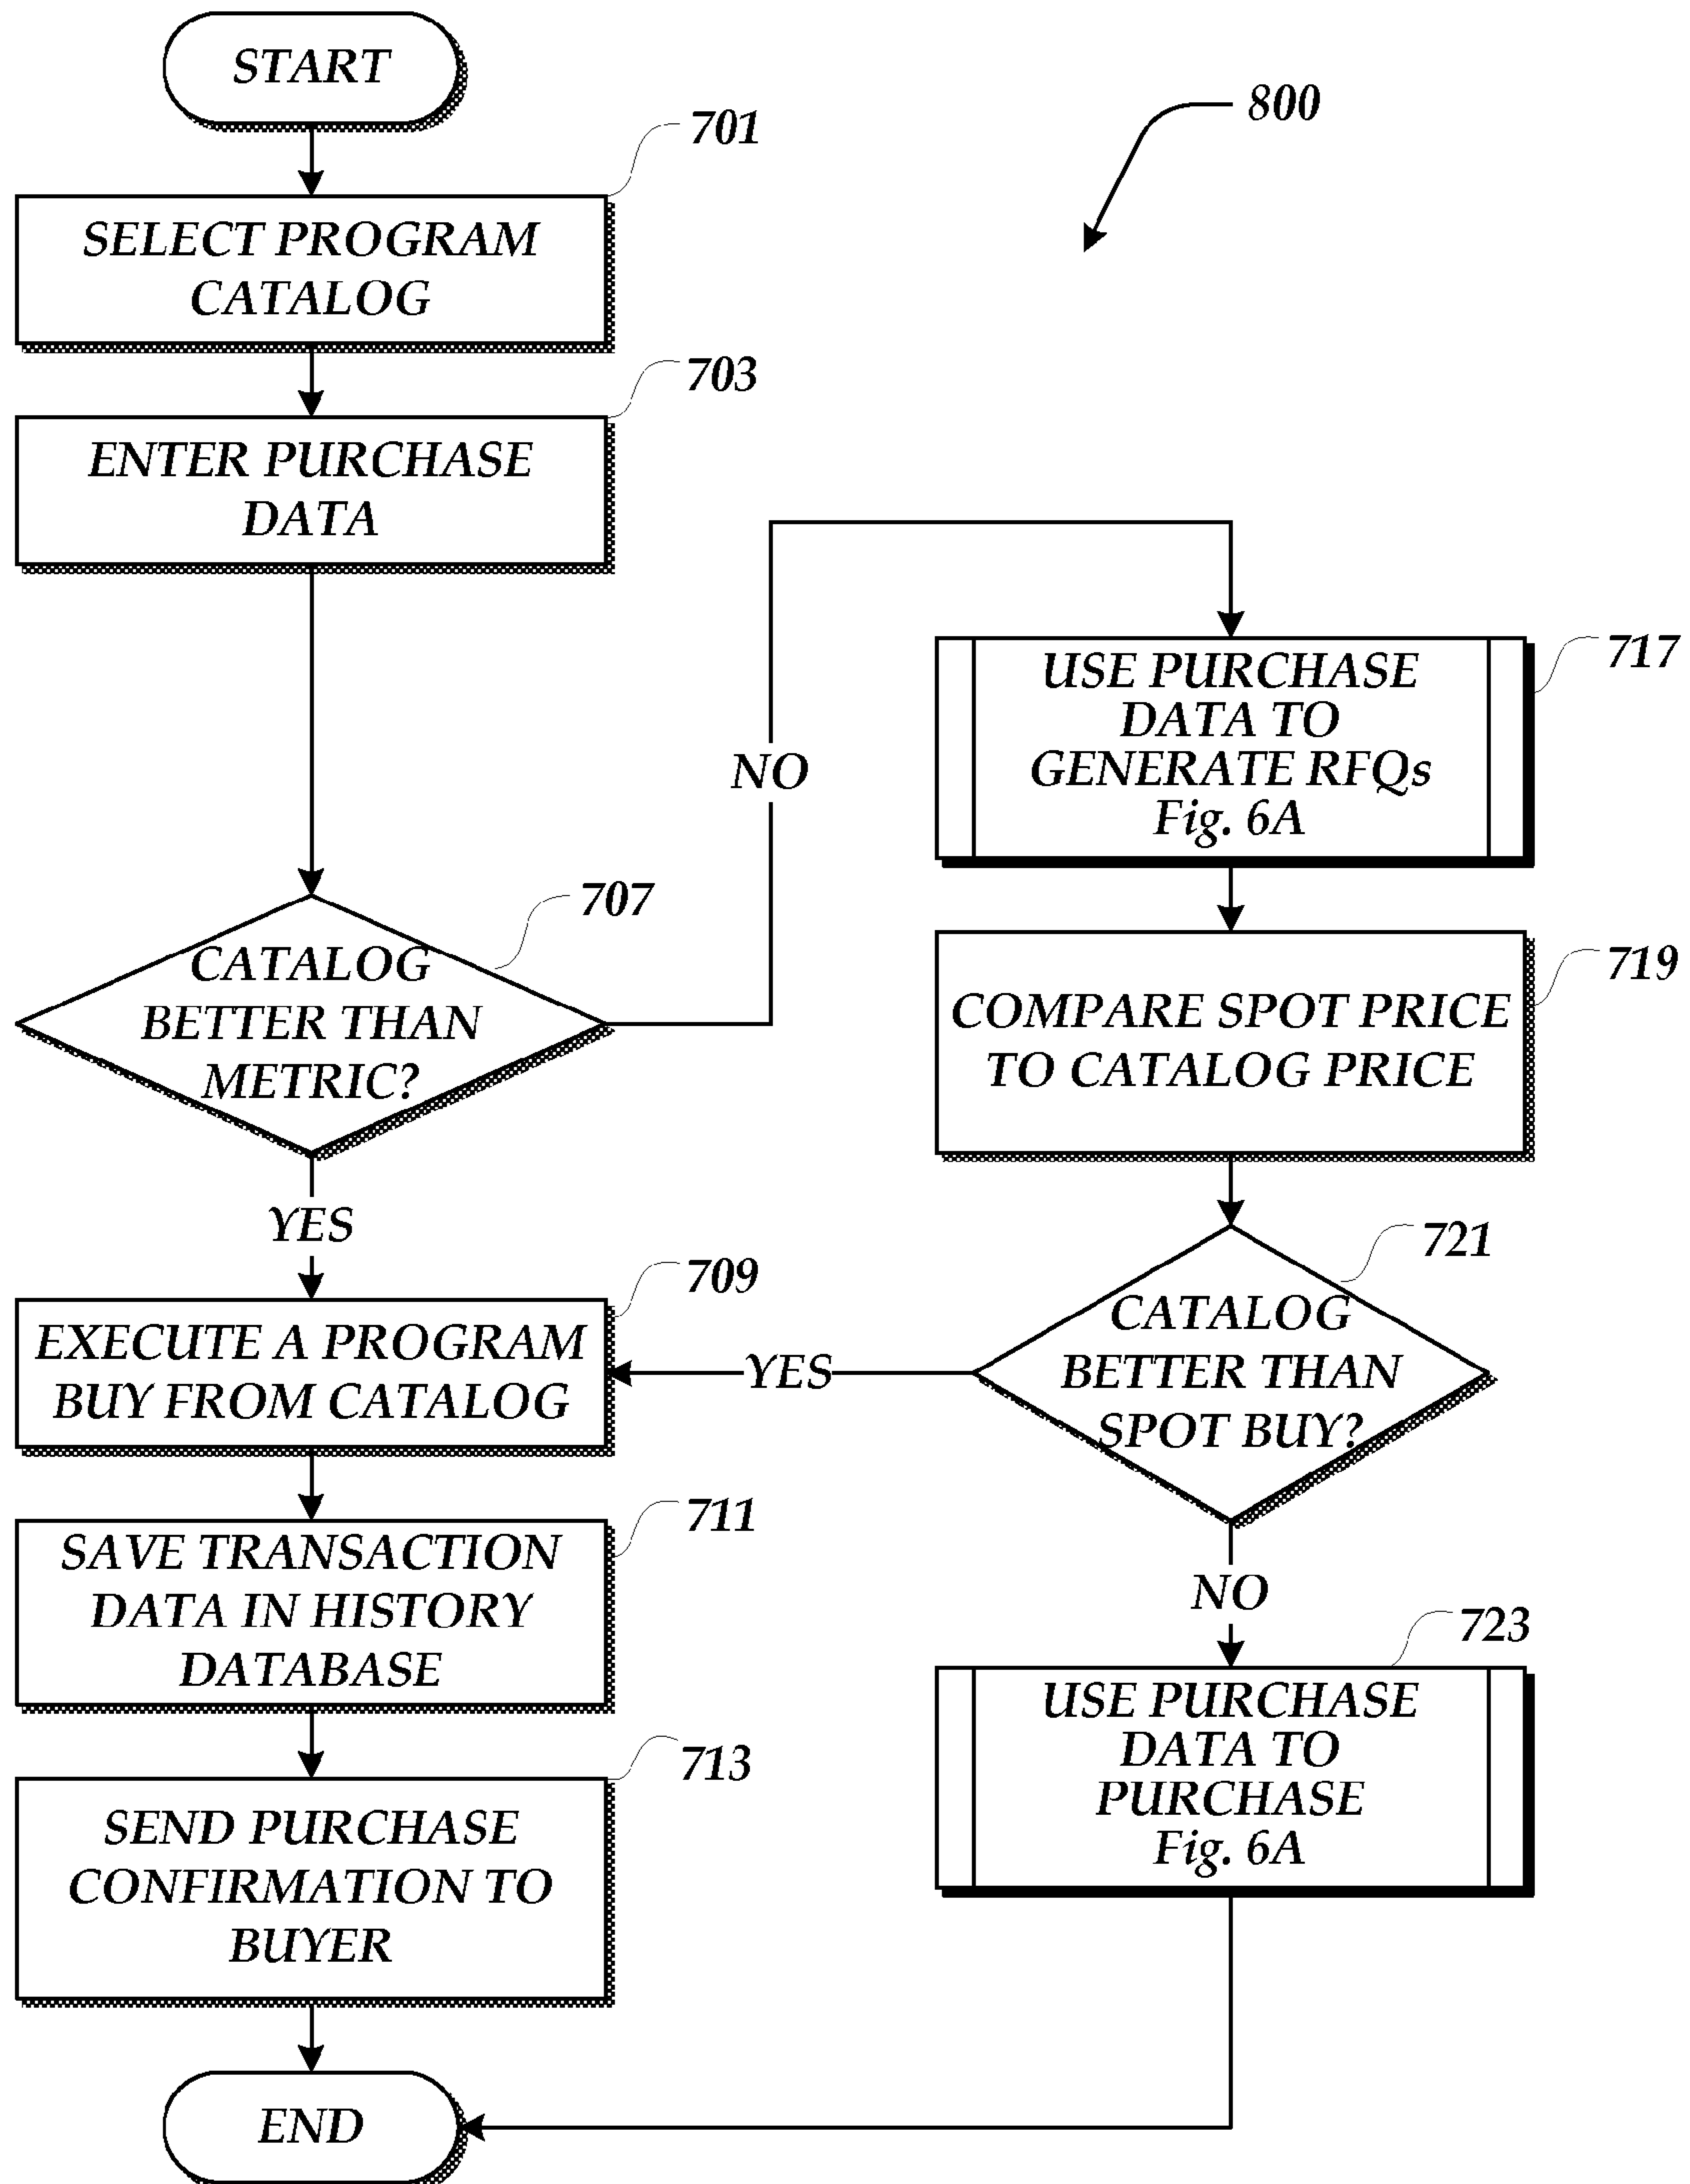 START
800
701
SELECT PROGRAM
CATALOG
703
ENTER PURCHASE
DATA
707
CATALOG
BETTER THAN
METRIC?
NO
717
USE PURCHASE
DATA TO
GENERATE RFQs
Fig. 6A
719
COMPARE SPOT PRICE
TO CATALOG PRICE
721
CATALOG
BETTER THAN
SPOT BUY?
YES
YES
709
EXECUTE A PROGRAM
BUY FROM CATALOG
711
SAVE TRANSACTION
DATA IN HISTORY
DATABASE
713
SEND PURCHASE
CONFIRMATION TO
BUYER
NO
723
USE PURCHASE
DATA TO
PURCHASE
Fig. 6A
END